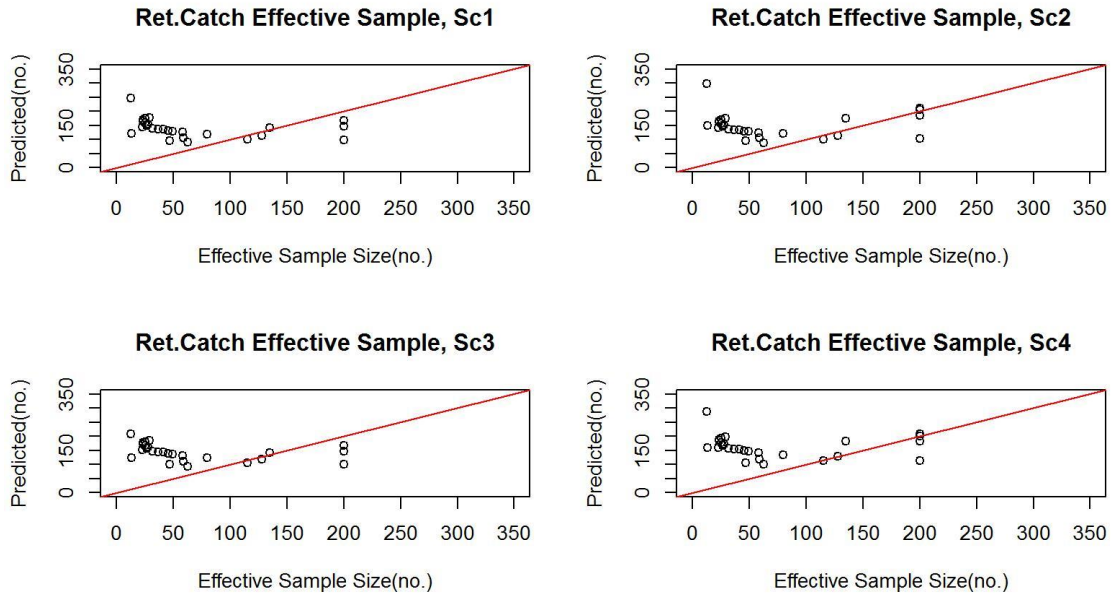 Ret.Catch Effective Sample, Sc1
Predicted(no.)
350
150
0
0 50 100 150 200 250 300 350
Effective Sample Size(no.)
Ret.Catch Effective Sample, Sc2
Predicted(no.)
350
150
0
0 50 100 150 200 250 300 350
Effective Sample Size(no.)
Ret.Catch Effective Sample, Sc3
Predicted(no.)
350
150
0
0 50 100 150 200 250 300 350
Effective Sample Size(no.)
Ret.Catch Effective Sample, Sc4
Predicted(no.)
350
150
0
0 50 100 150 200 250 300 350
Effective Sample Size(no.)